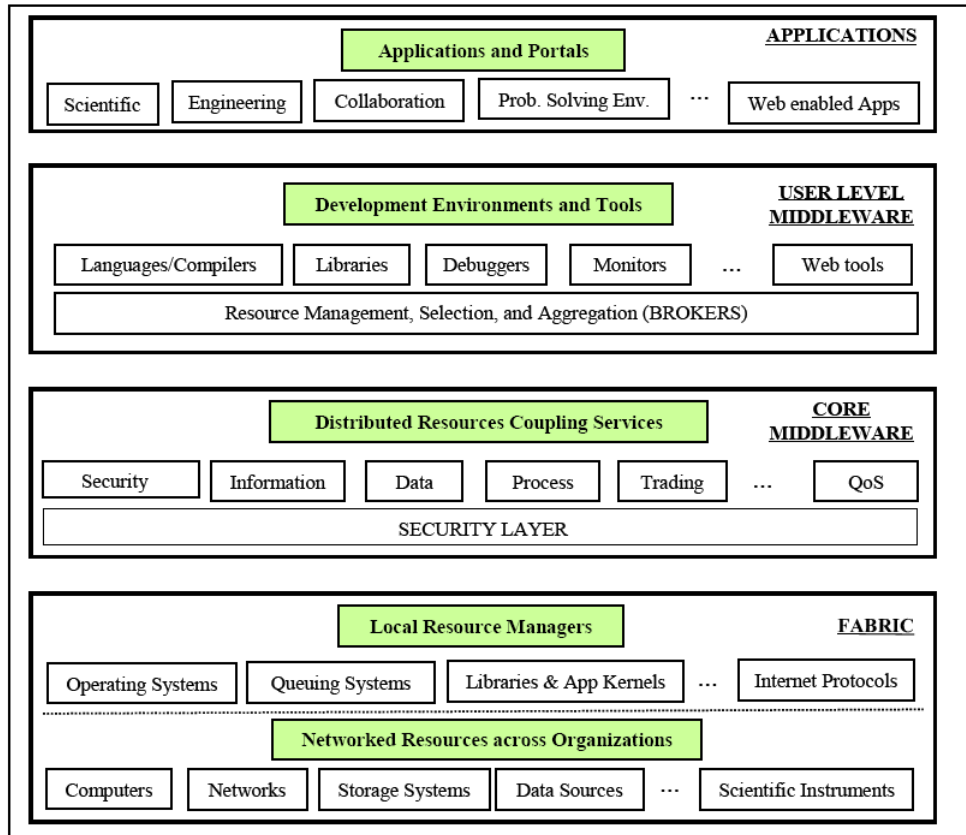 APPLICATIONS
Applications and Portals
Scientific
Engineering
Collaboration
Prob. Solving Env.
...
Web enabled Apps
USER LEVEL
MIDDLEWARE
Development Environments and Tools
Languages/Compilers
Libraries
Debuggers
Monitors
...
Web tools
Resource Management, Selection, and Aggregation (BROKERS)
CORE
MIDDLEWARE
Distributed Resources Coupling Services
Security
Information
Data
Process
Trading
...
QoS
SECURITY LAYER
Local Resource Managers
FABRIC
Operating Systems
Queuing Systems
Libraries & App Kernels
...
Internet Protocols
Networked Resources across Organizations
Computers
Networks
Storage Systems
Data Sources
...
Scientific Instruments